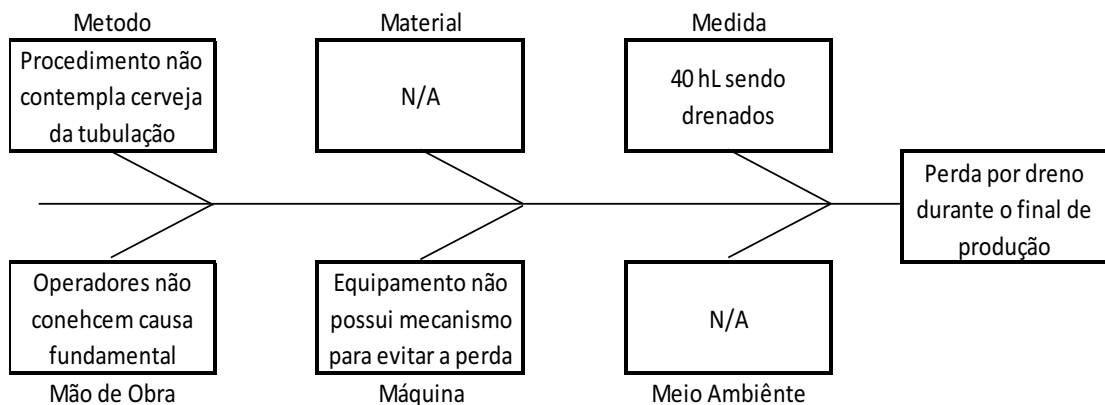 Metodo
Procedimento não
contempla cerveja
da tubulação
Material
N/A
Medida
40 hL sendo
drenados
Perda por dreno
durante o final de
produção
Operadores não
conehcem causa
fundamental
Mão de Obra
Equipamento não
possui mecanismo
para evitar a perda
Máquina
N/A
Meio Ambiênte